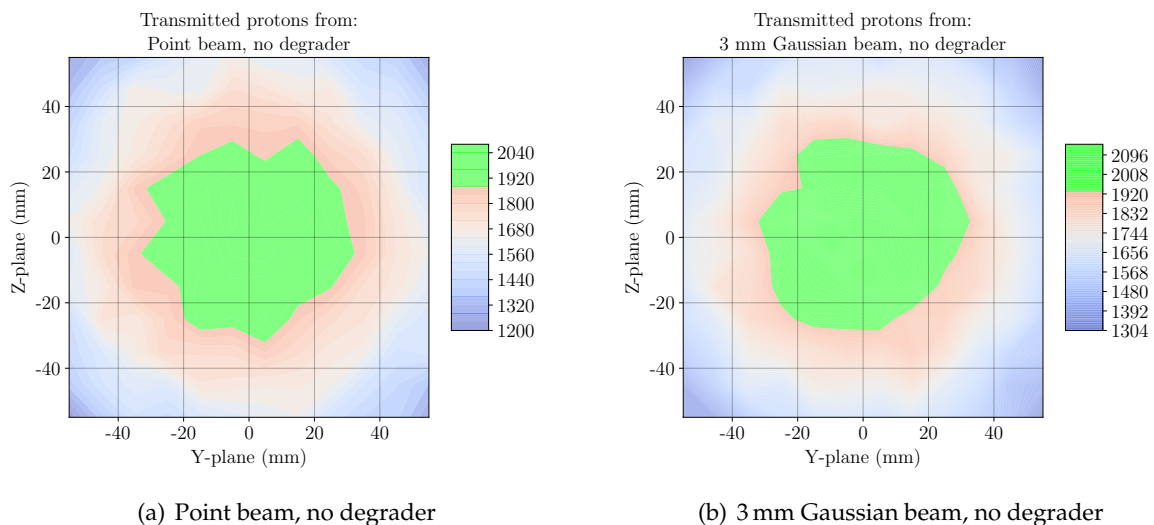 Transmitted protons from:
Point beam, no degrader
40
20
0
-20
-40
Z-plane (mm)
-40 -20 0 20 40
Y-plane (mm)
2040
1920
1800
1680
1560
1440
1320
1200
(a) Point beam, no degrader
Transmitted protons from:
3 mm Gaussian beam, no degrader
40
20
0
-20
-40
Z-plane (mm)
-40 -20 0 20 40
Y-plane (mm)
2096
2008
1920
1832
1744
1656
1568
1480
1392
1304
(b) 3 mm Gaussian beam, no degrader